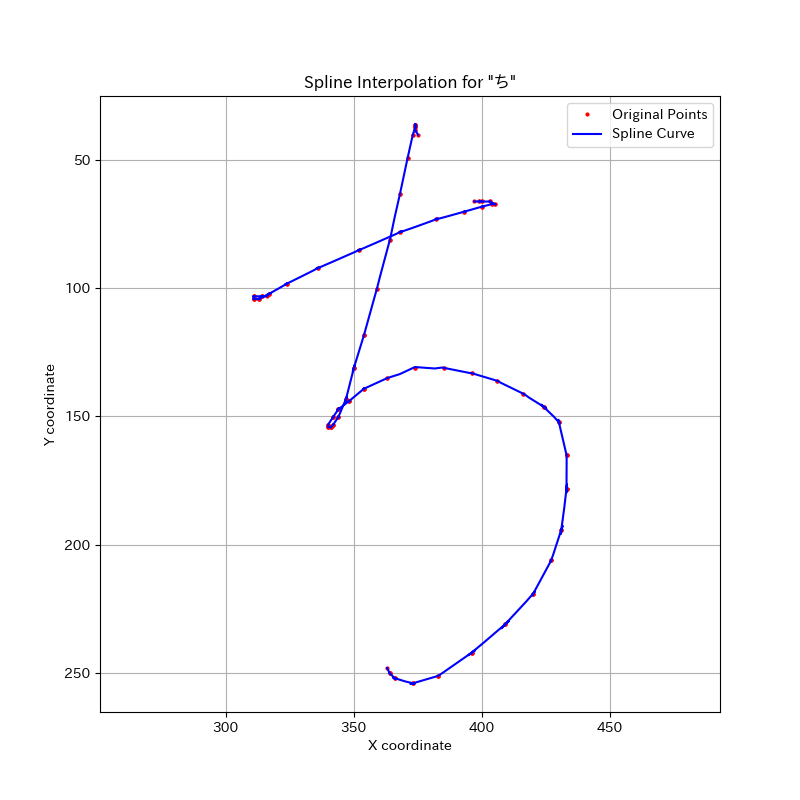 Spline Interpolation for "ち"
Original Points
Spline Curve
50
100
150
200
250
Y coordinate
300 350 400 450
X coordinate
ち